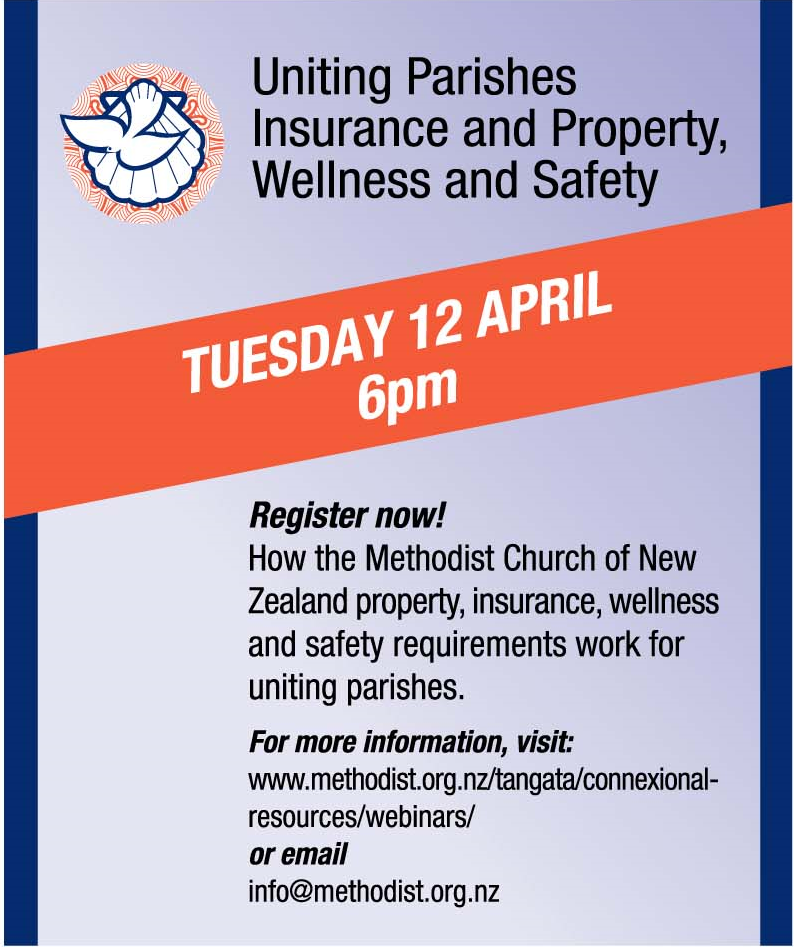 Uniting Parishes
Insurance and Property,
Wellness and Safety
TUESDAY 12 APRIL
6pm
Register now!
How the Methodist Church of New
Zealand property, insurance, wellness
and safety requirements work for
uniting parishes.
For more information, visit:
www.methodist.org.nz/tangata/connexional-
resources/webinars/
or email
info@methodist.org.nz